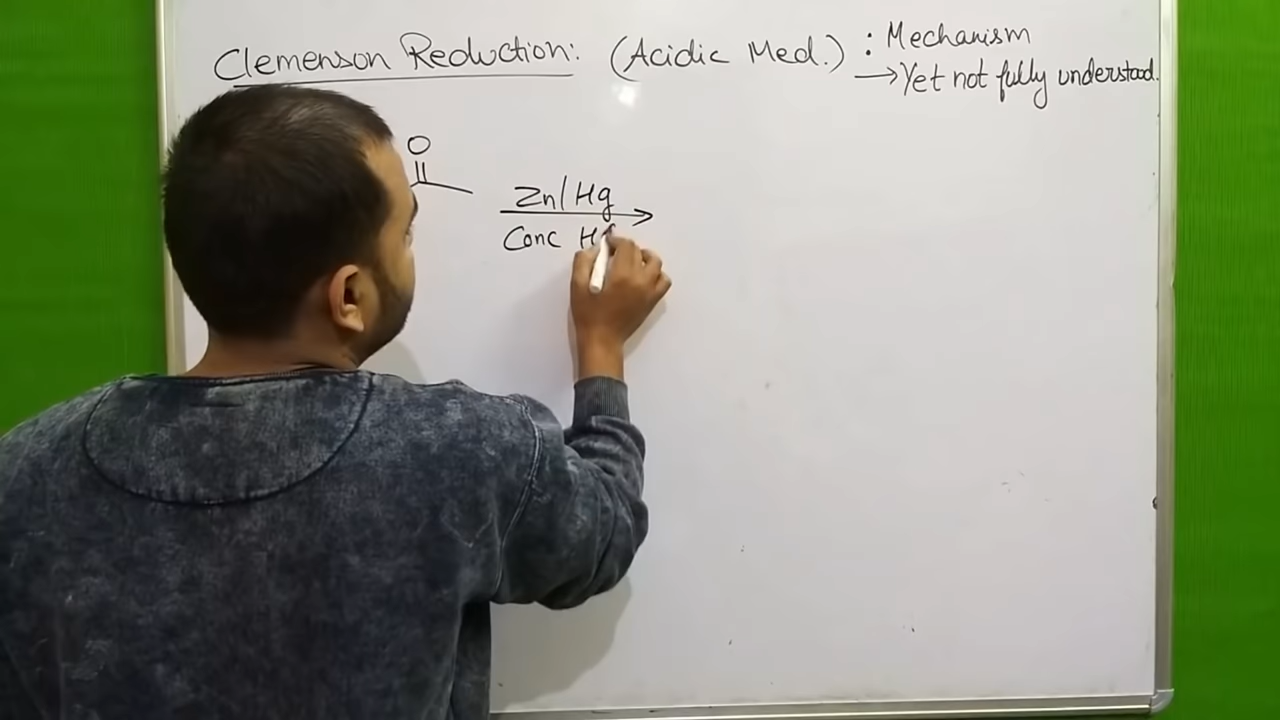 Clemenson Reduction: (Acidic Med.) : Mechanism
→ Yet not fully understood.
O
Zn/Hg
Conc H